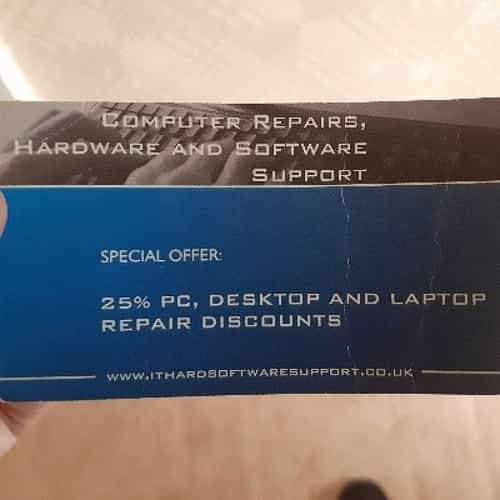 Computer Repairs,
Hardware and Software
Support
SPECIAL OFFER:
25% PC, DESKTOP AND LAPTOP
REPAIR DISCOUNTS
WWW.ITHARDSOFTWARESUPPORT.CO.UK